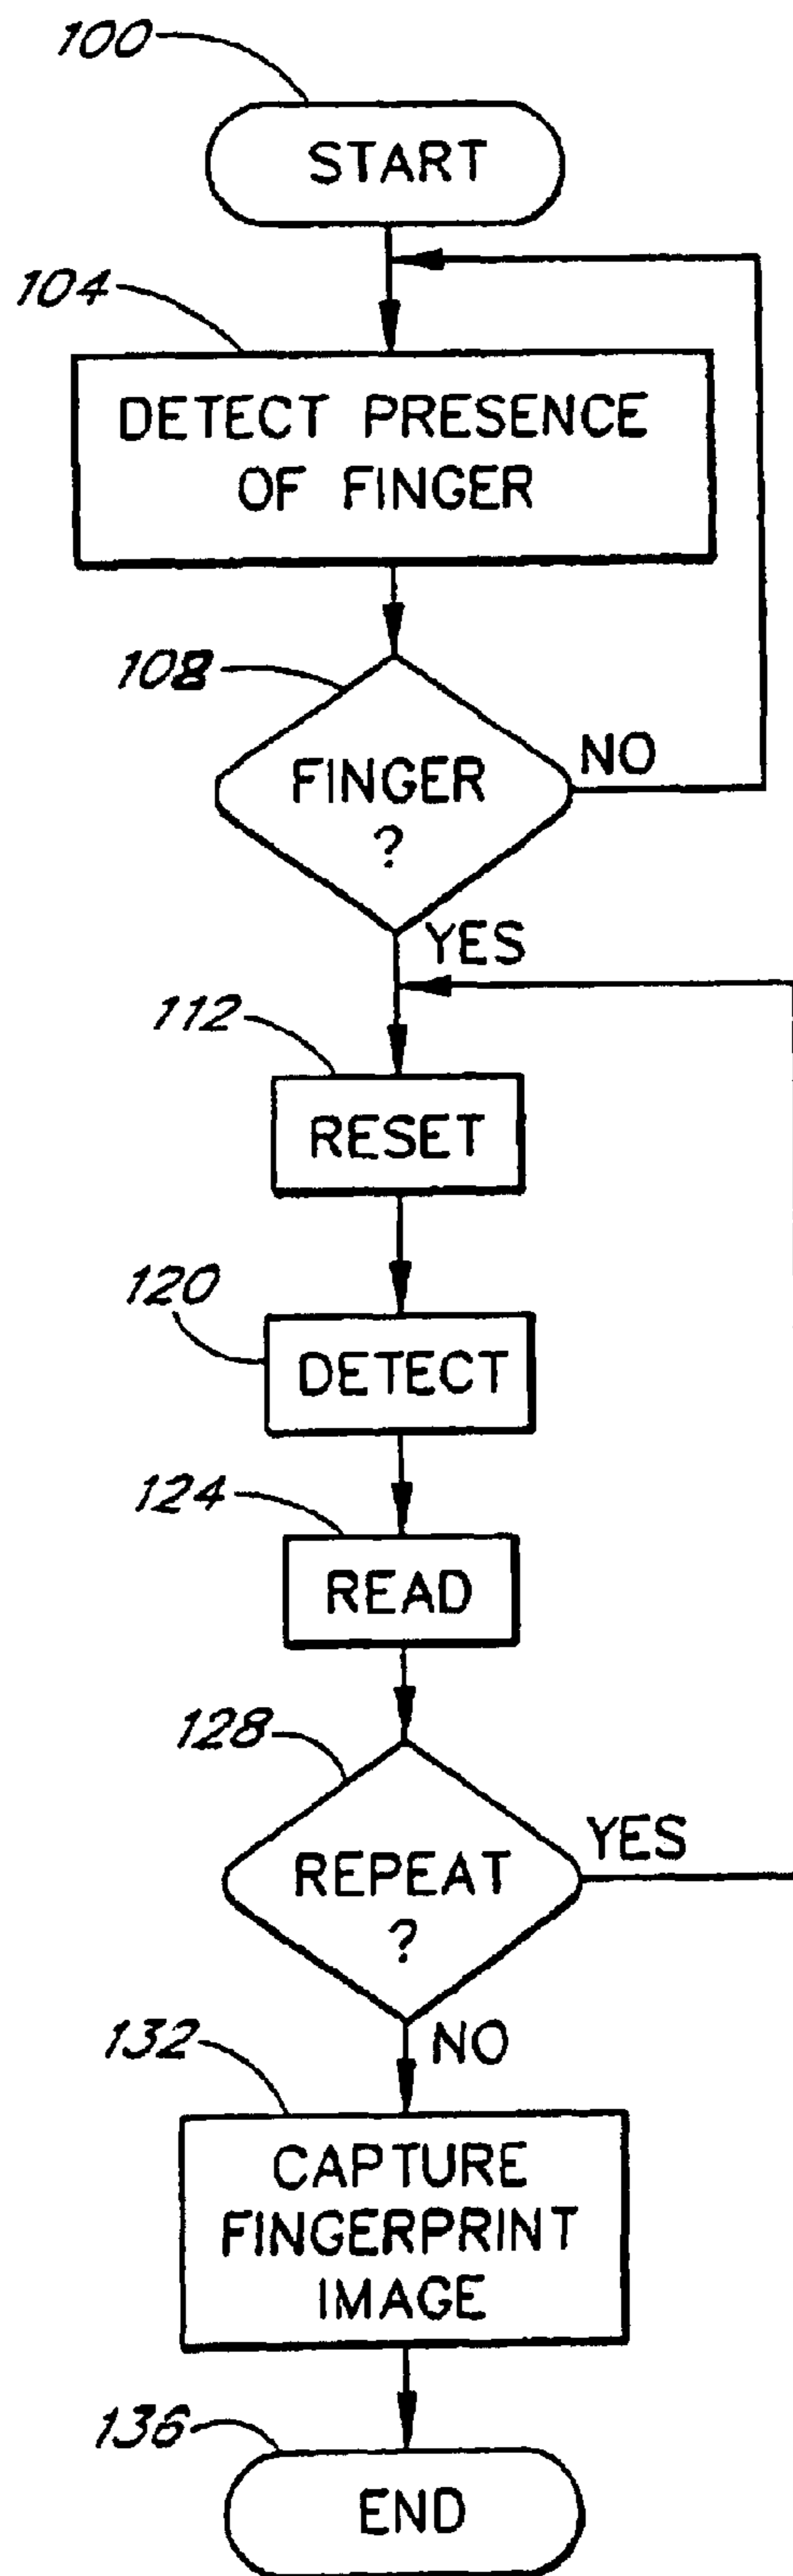 100
START
104
DETECT PRESENCE
OF FINGER
108
FINGER
?
NO
YES
112
RESET
120
DETECT
124
READ
128
REPEAT
?
YES
NO
132
CAPTURE
FINGERPRINT
IMAGE
136
END